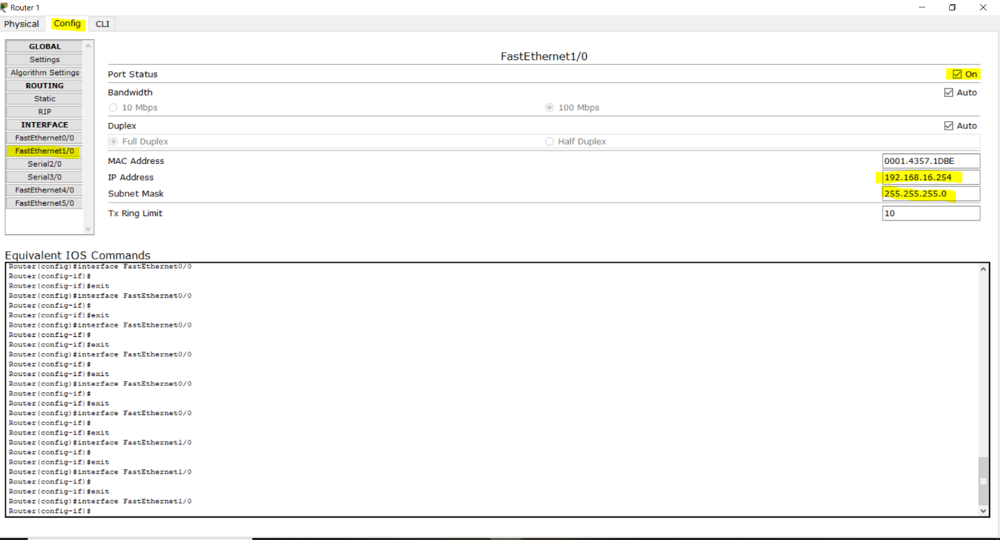 Router 1
Physical Config CLI
GLOBAL
Settings
Algorithm Settings
ROUTING
Static
RIP
INTERFACE
FastEthernet0/0
FastEthernet1/0
Serial2/0
Serial3/0
FastEthernet4/0
FastEthernet5/0
FastEthernet1/0
Port Status On
Bandwidth Auto
10 Mbps 100 Mbps
Duplex Auto
Full Duplex Half Duplex
MAC Address 0001.4357.1DBE
IP Address 192.168.16.254
Subnet Mask 255.255.255.0
Tx Ring Limit 10
Equivalent IOS Commands
Router(config)#interface FastEthernet0/0
Router(config-if)#
Router(config-if)#exit
Router(config)#interface FastEthernet0/0
Router(config-if)#
Router(config-if)#exit
Router(config)#interface FastEthernet0/0
Router(config-if)#
Router(config-if)#exit
Router(config)#interface FastEthernet0/0
Router(config-if)#
Router(config-if)#exit
Router(config)#interface FastEthernet0/0
Router(config-if)#
Router(config-if)#exit
Router(config)#interface FastEthernet0/0
Router(config-if)#
Router(config-if)#exit
Router(config)#interface FastEthernet1/0
Router(config-if)#
Router(config-if)#exit
Router(config)#interface FastEthernet1/0
Router(config-if)#
Router(config-if)#exit
Router(config)#interface FastEthernet1/0
Router(config-if)#